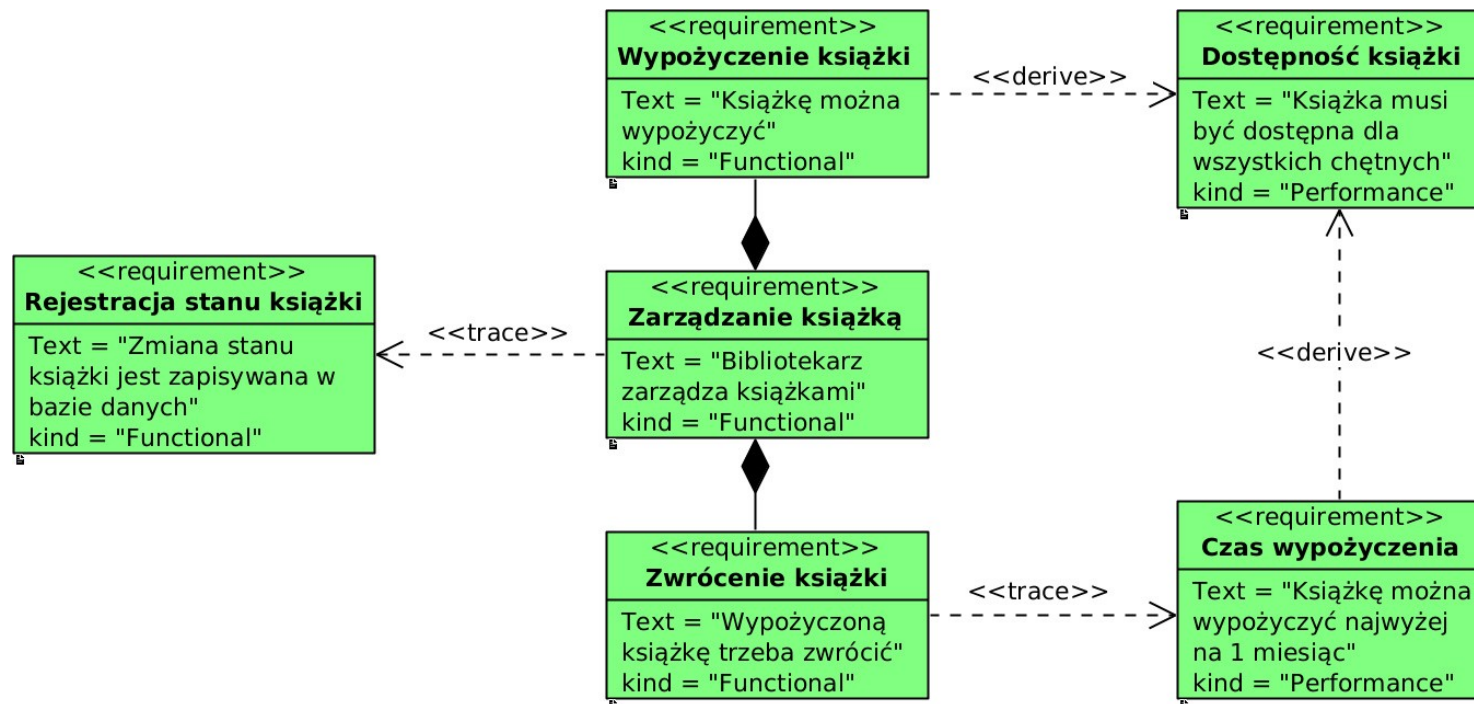 <<requirement>>
Wypożyczenie książki
Text = "Książkę można
wypożyczyć"
kind = "Functional"
<<derive>>
<<requirement>>
Dostępność książki
Text = "Książka musi
być dostępna dla
wszystkich chętnych"
kind = "Performance"
<<requirement>>
Rejestracja stanu książki
Text = "Zmiana stanu
książki jest zapisywana w
bazie danych"
kind = "Functional"
<<trace>>
<<requirement>>
Zarządzanie książką
Text = "Bibliotekarz
zarządza książkami"
kind = "Functional"
<<derive>>
<<requirement>>
Zwrócenie książki
Text = "Wypożyczoną
książkę trzeba zwrócić"
kind = "Functional"
<<trace>>
<<requirement>>
Czas wypożyczenia
Text = "Książkę można
wypożyczyć najwyżej
na 1 miesiąc"
kind = "Performance"